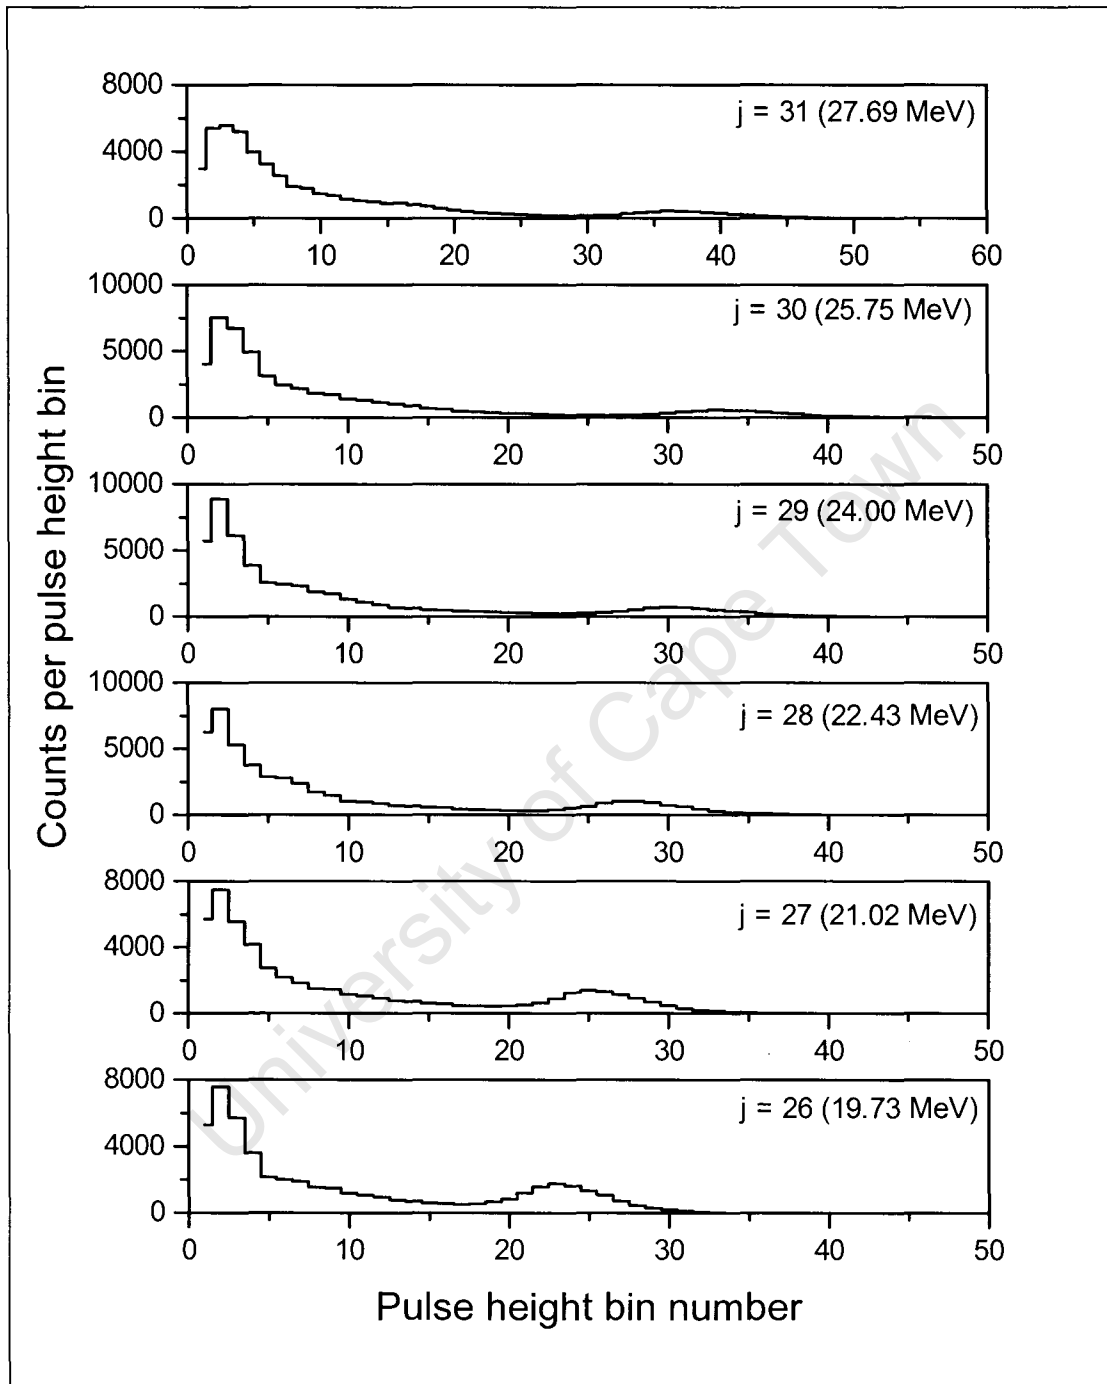 8000
4000
0
j = 31 (27.69 MeV)
0 10 20 30 40 50 60
10000
5000
0
j = 30 (25.75 MeV)
0 10 20 30 40 50
10000
5000
0
j = 29 (24.00 MeV)
0 10 20 30 40 50
10000
5000
0
j = 28 (22.43 MeV)
0 10 20 30 40 50
8000
4000
0
j = 27 (21.02 MeV)
0 10 20 30 40 50
8000
4000
0
j = 26 (19.73 MeV)
0 10 20 30 40 50
Counts per pulse height bin
Pulse height bin number
University of Cape Town